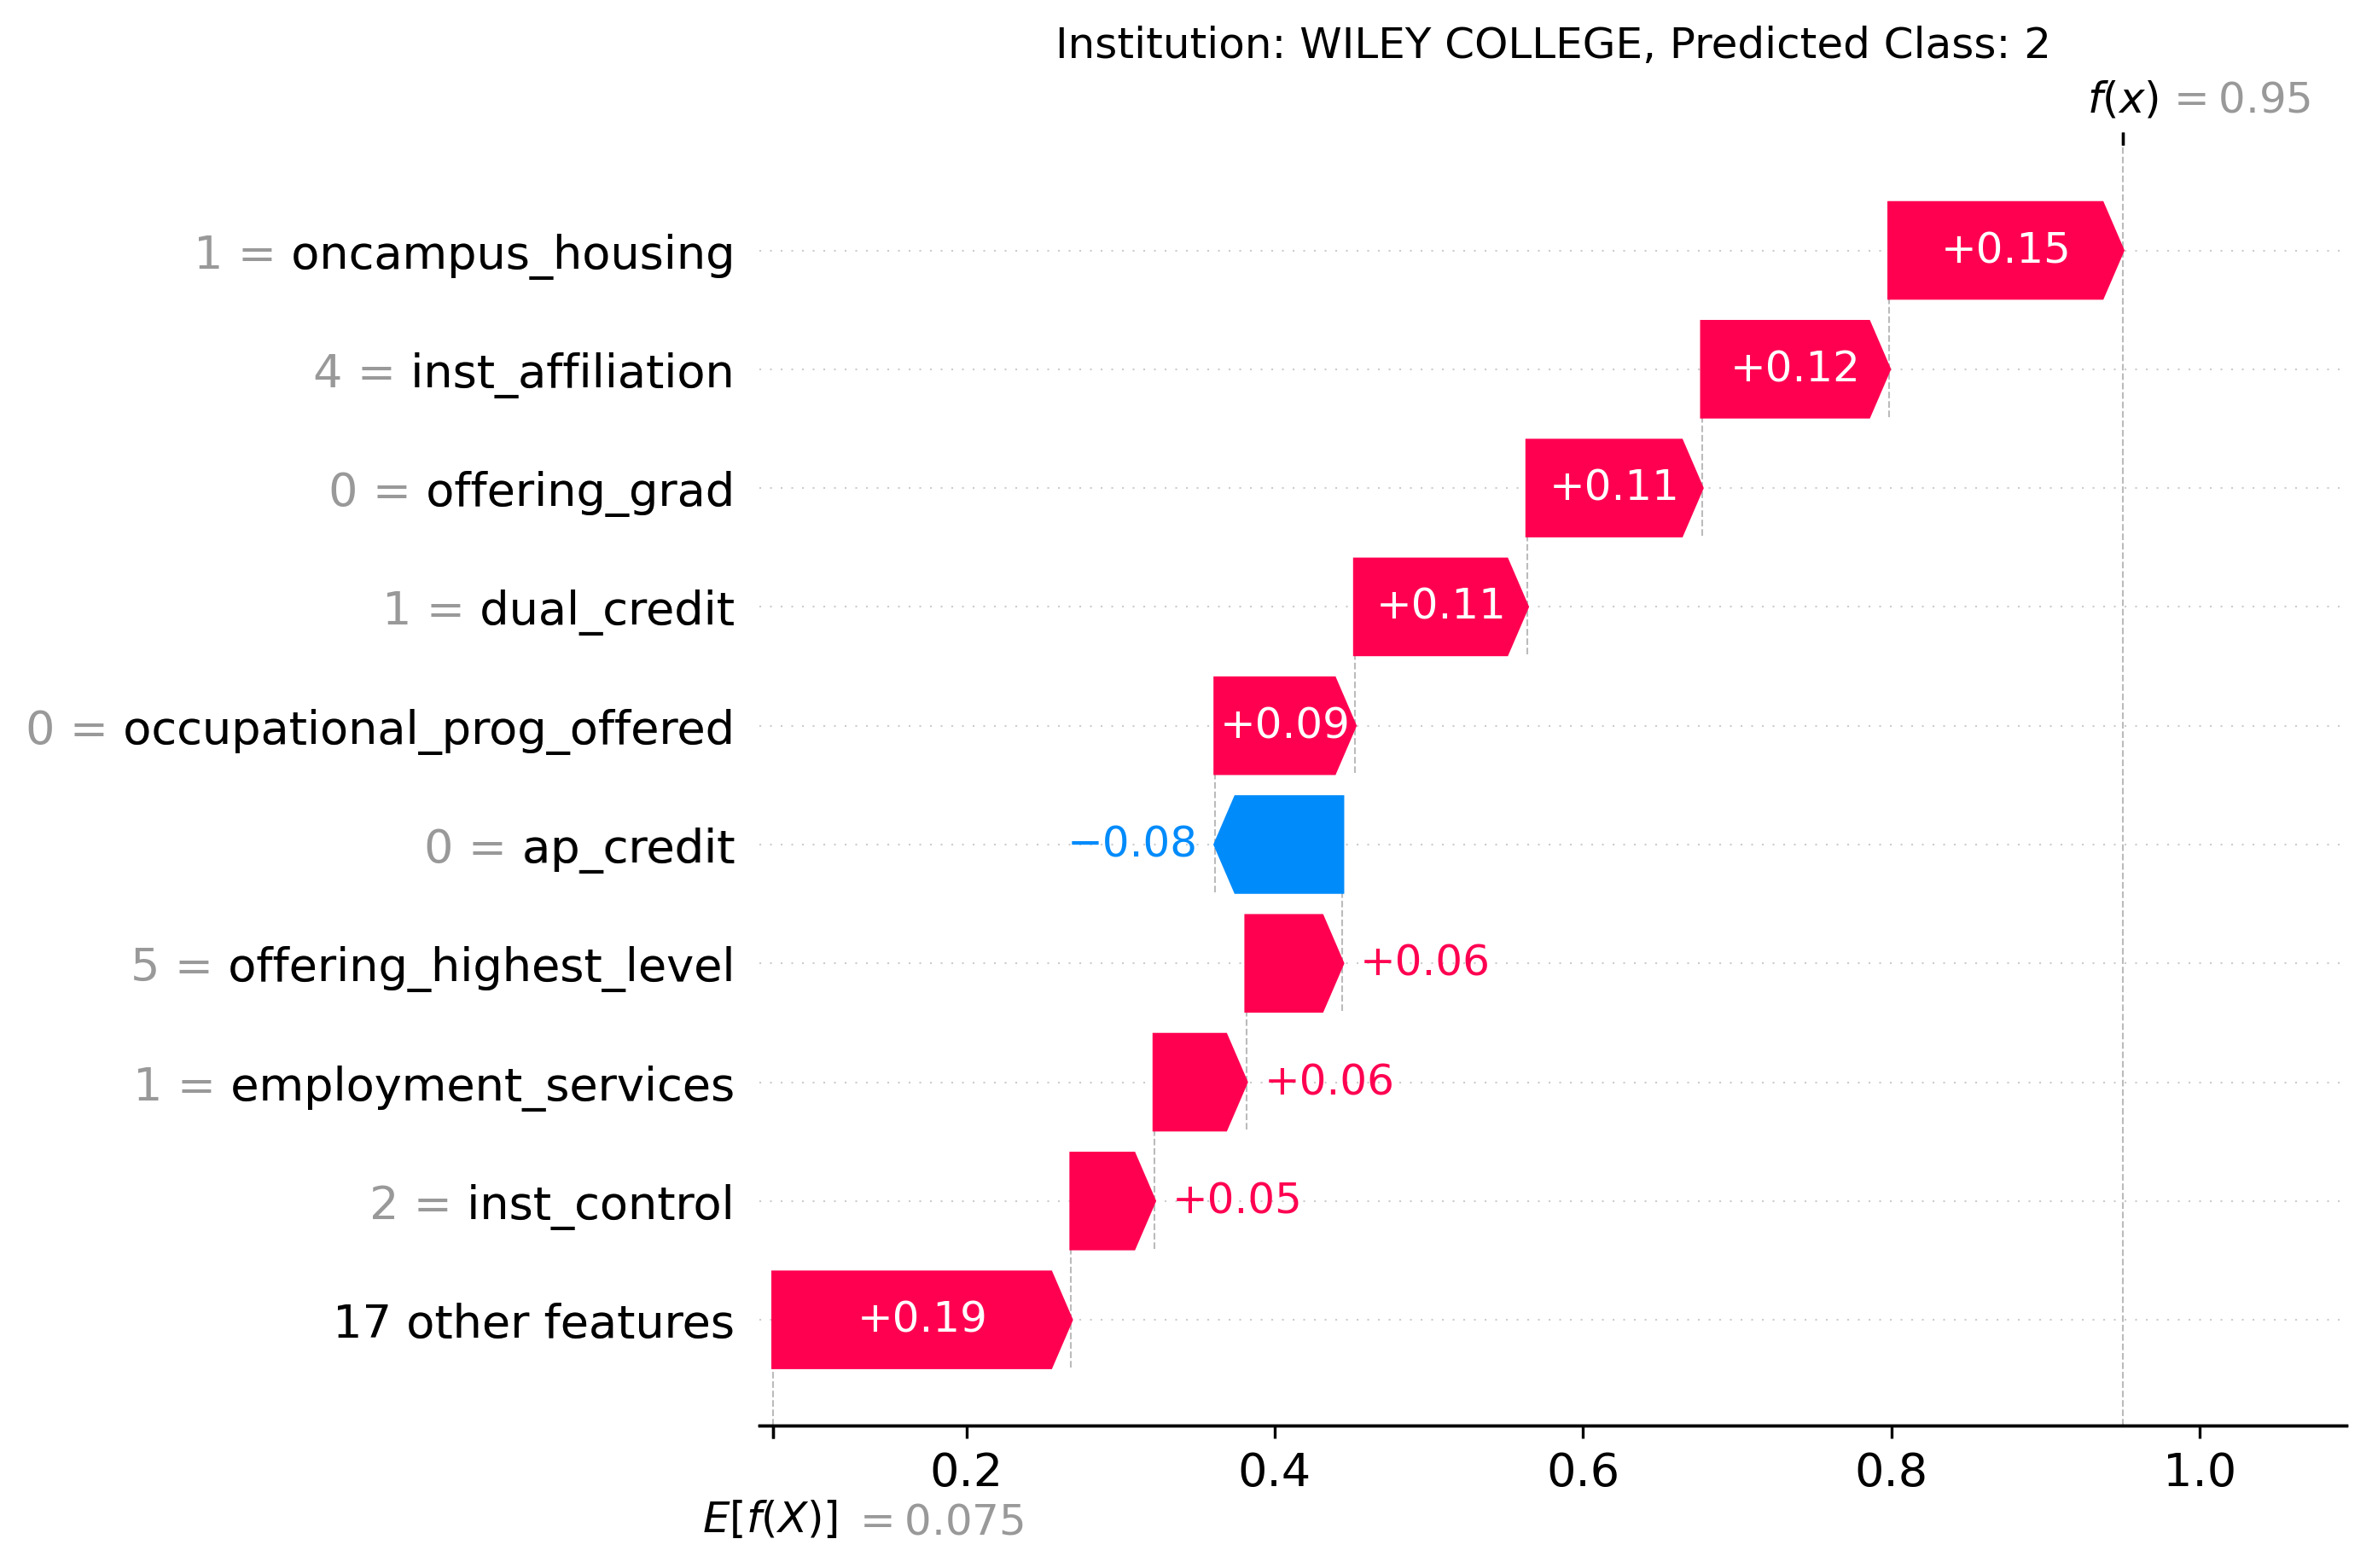 Institution: WILEY COLLEGE, Predicted Class: 2
f(x) = 0.95
1 = oncampus_housing +0.15
4 = inst_affiliation +0.12
0 = offering_grad +0.11
1 = dual_credit +0.11
0 = occupational_prog_offered +0.09
0 = ap_credit −0.08
5 = offering_highest_level +0.06
1 = employment_services +0.06
2 = inst_control +0.05
17 other features +0.19
0.2 0.4 0.6 0.8 1.0
E[f(X)] = 0.075